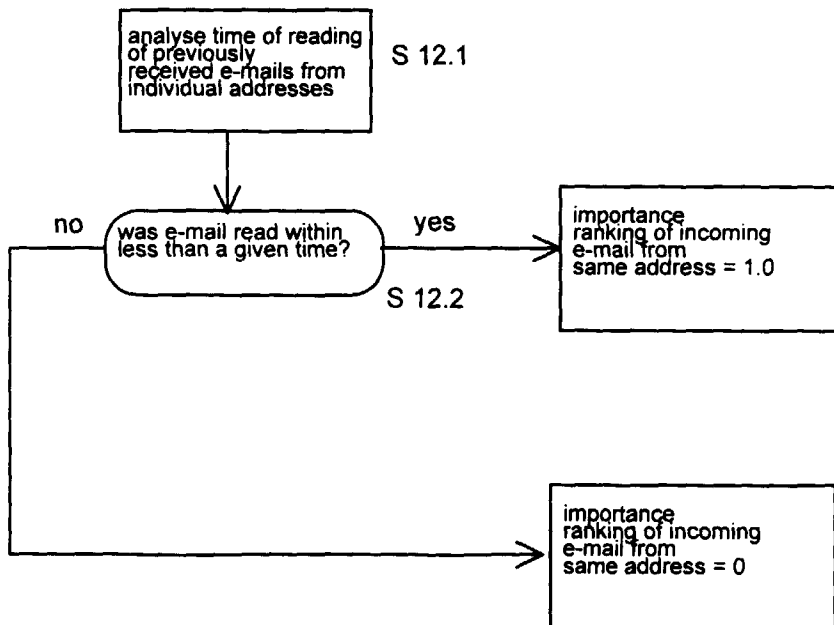 analyse time of reading
of previously
received e-mails from
individual addresses
S 12.1
no
was e-mail read within
less than a given time?
yes
S 12.2
importance
ranking of incoming
e-mail from
same address = 1.0
importance
ranking of incoming
e-mail from
same address = 0